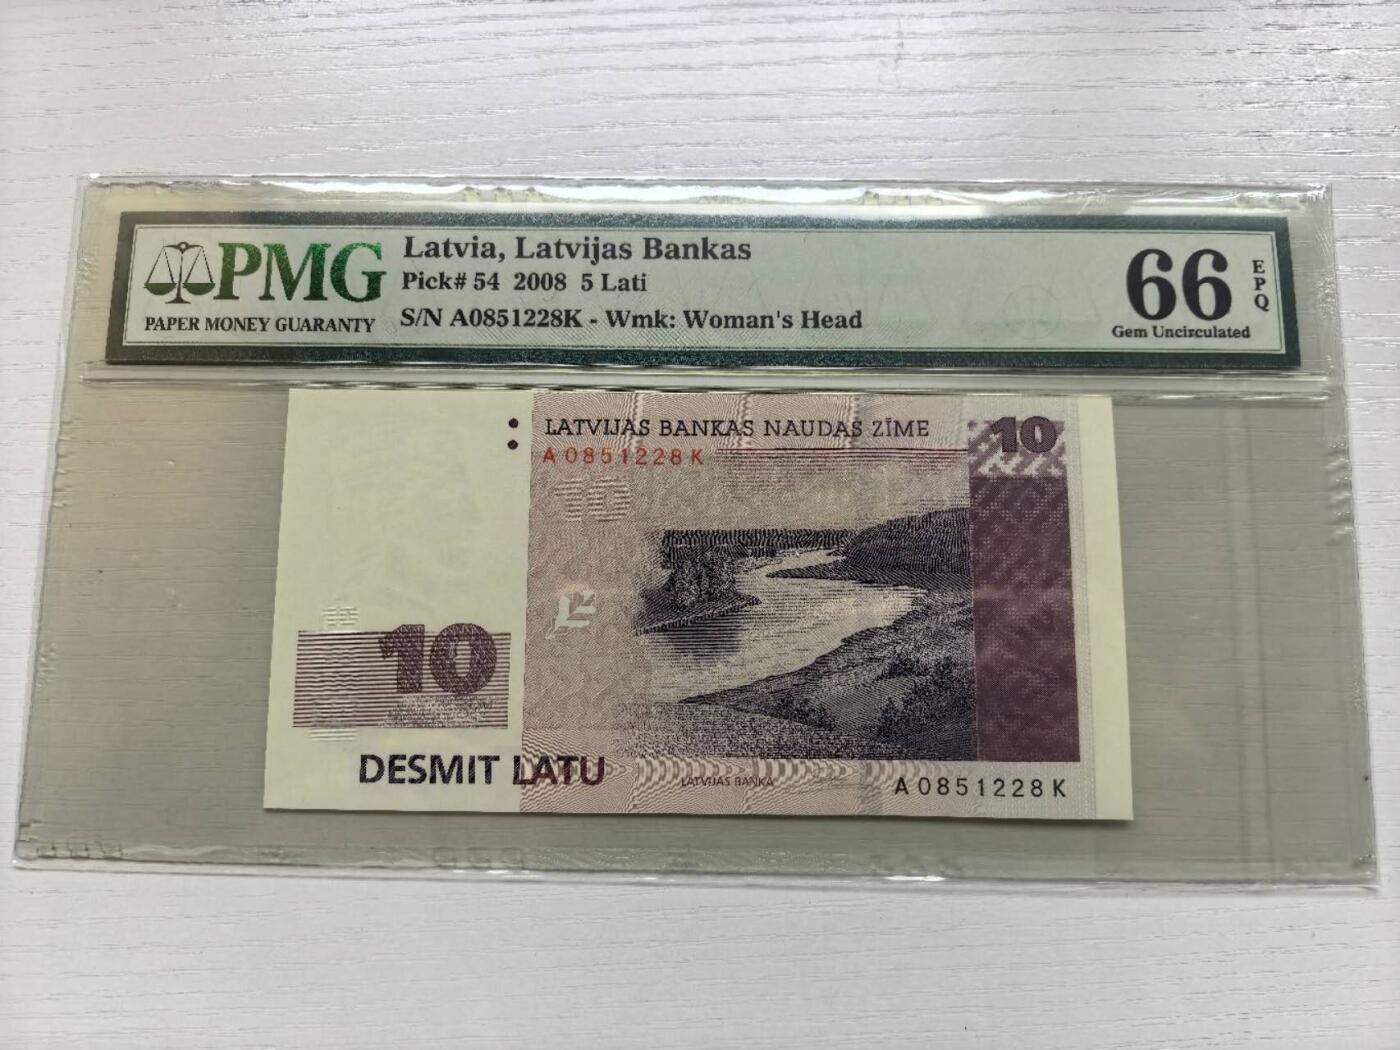 PMG
PAPER MONEY GUARANTY
Latvia, Latvijas Bankas
Pick# 54 2008 5 Lati
S/N A0851228K - Wmk: Woman's Head
66
EPQ
Gem Uncirculated
LATVIJAS BANKAS NAUDAS ZĪME
A0851228K
10
10
10
DESMIT LATU
LATVIJAS BANKA
A0851228K